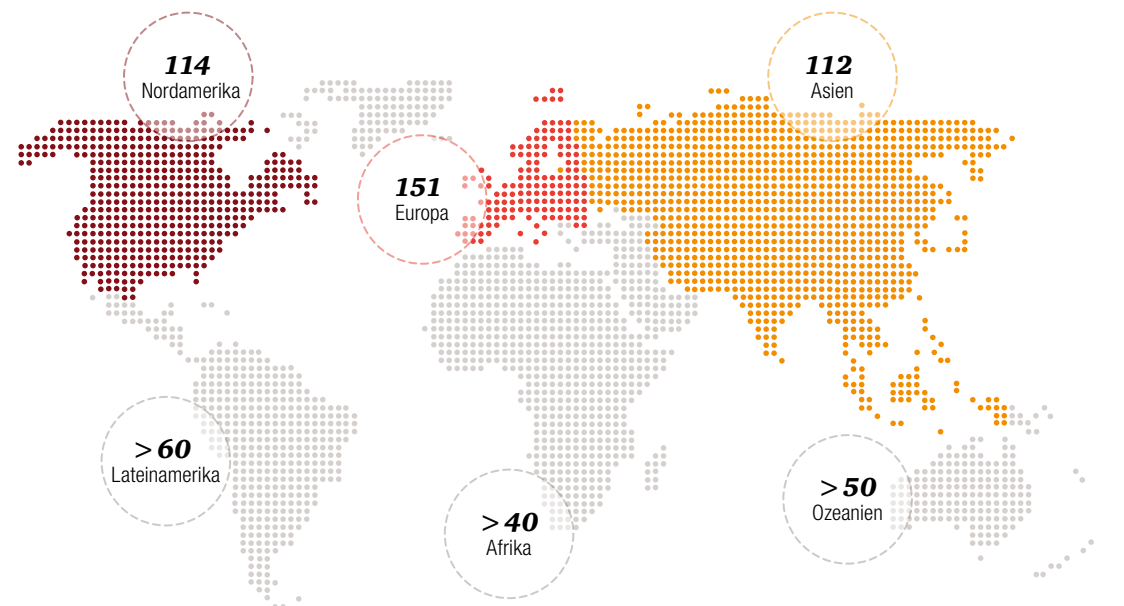 114
Nordamerika
112
Asien
151
Europa
> 60
Lateinamerika
> 40
Afrika
> 50
Ozeanien